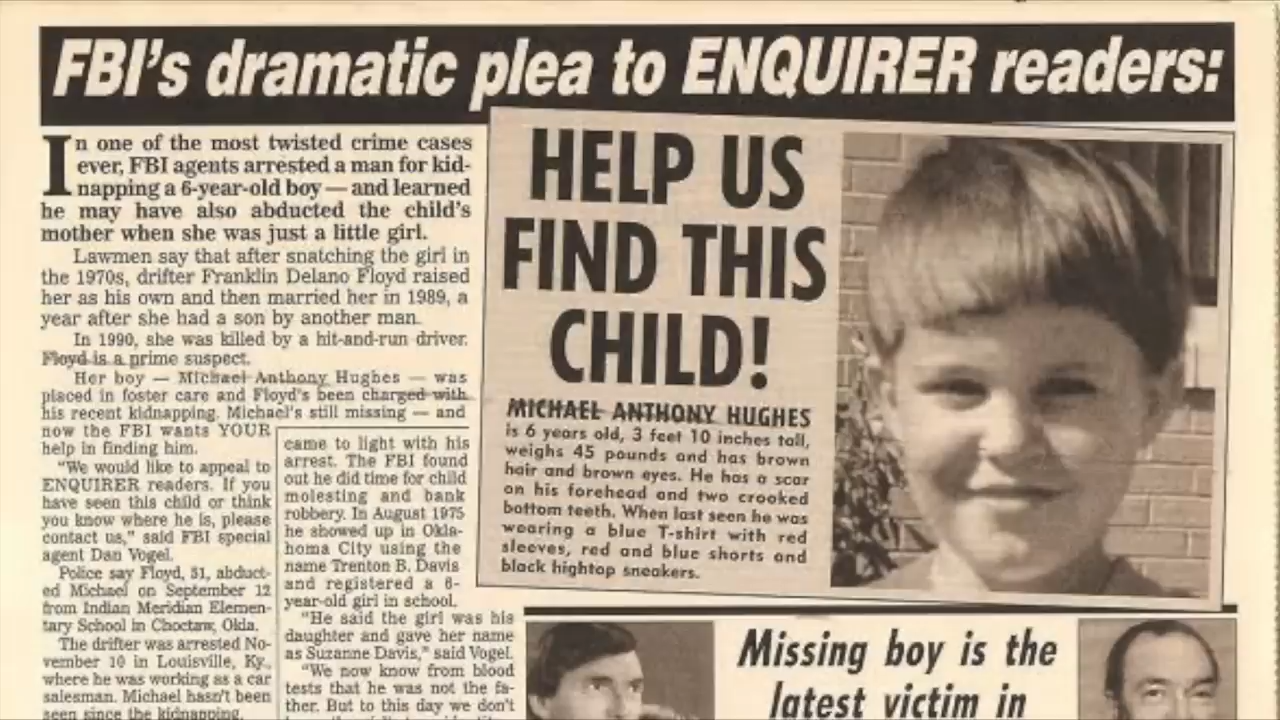 FBI's dramatic plea to ENQUIRER readers:
In one of the most twisted crime cases
ever, FBI agents arrested a man for kid-
napping a 6-year-old boy — and learned
he may have also abducted the child's
mother when she was just a little girl.
Lawmen say that after snatching the girl in
the 1970s, drifter Franklin Delano Floyd raised
her as his own and then married her in 1989, a
year after she had a son by another man.
In 1990, she was killed by a hit-and-run driver.
Floyd is a prime suspect.
Her boy — Michael Anthony Hughes — was
placed in foster care and Floyd's been charged with
his recent kidnapping. Michael's still missing — and
now the FBI wants YOUR
help in finding him.
"We would like to appeal to
ENQUIRER readers. If you
have seen this child or think
you know where he is, please
contact us," said FBI special
agent Dan Vogel.
Police say Floyd, 51, abduct-
ed Michael on September 12
from Indian Meridian Elemen-
tary School in Choctaw, Okla.
The drifter was arrested No-
vember 10 in Louisville, Ky.,
where he was working as a car
salesman. Michael hasn't been
seen since the kidnapping.
came to light with his
arrest. The FBI found
out he did time for child
molesting and bank
robbery. In August 1975
he showed up in Okla-
homa City using the
name Trenton B. Davis
and registered a 6-
year-old girl in school.
"He said the girl was his
daughter and gave her name
as Suzanne Davis," said Vogel.
"We now know from blood
tests that he was not the fa-
ther. But to this day we don't
HELP US
FIND THIS
CHILD!
MICHAEL ANTHONY HUGHES
is 6 years old, 3 feet 10 inches tall,
weighs 45 pounds and has brown
hair and brown eyes. He has a scar
on his forehead and two crooked
bottom teeth. When last seen he was
wearing a blue T-shirt with red
sleeves, red and blue shorts and
black hightop sneakers.
Missing boy is the
latest victim in